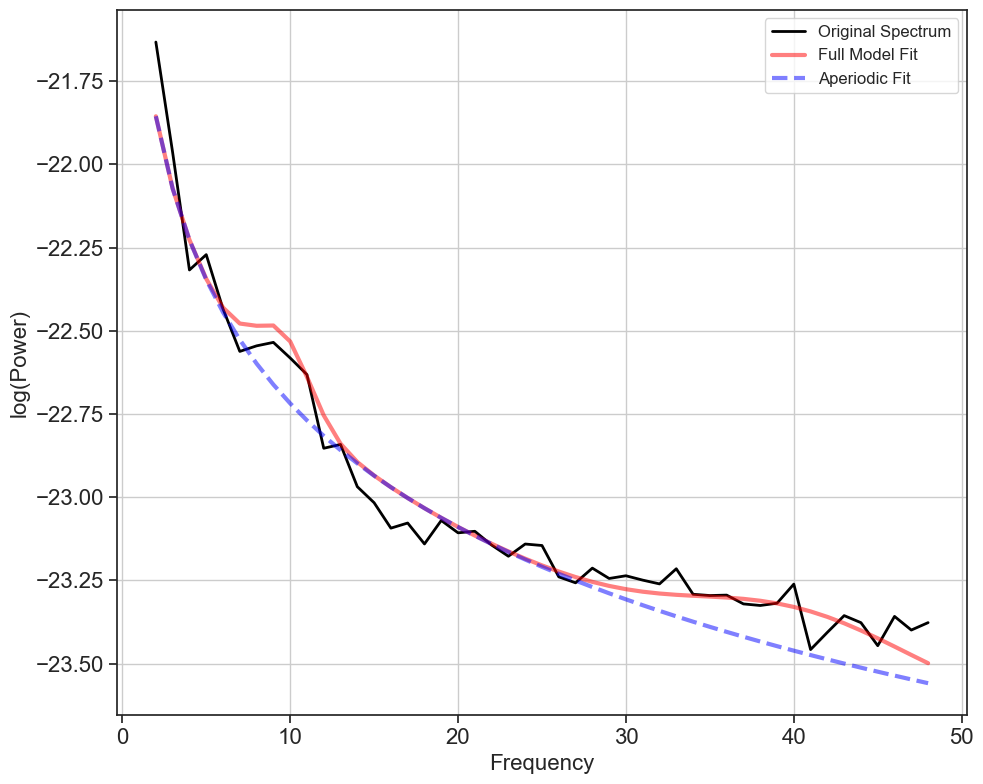 Original Spectrum
Full Model Fit
Aperiodic Fit
−21.75
−22.00
−22.25
−22.50
−22.75
−23.00
−23.25
−23.50
log(Power)
0 10 20 30 40 50
Frequency